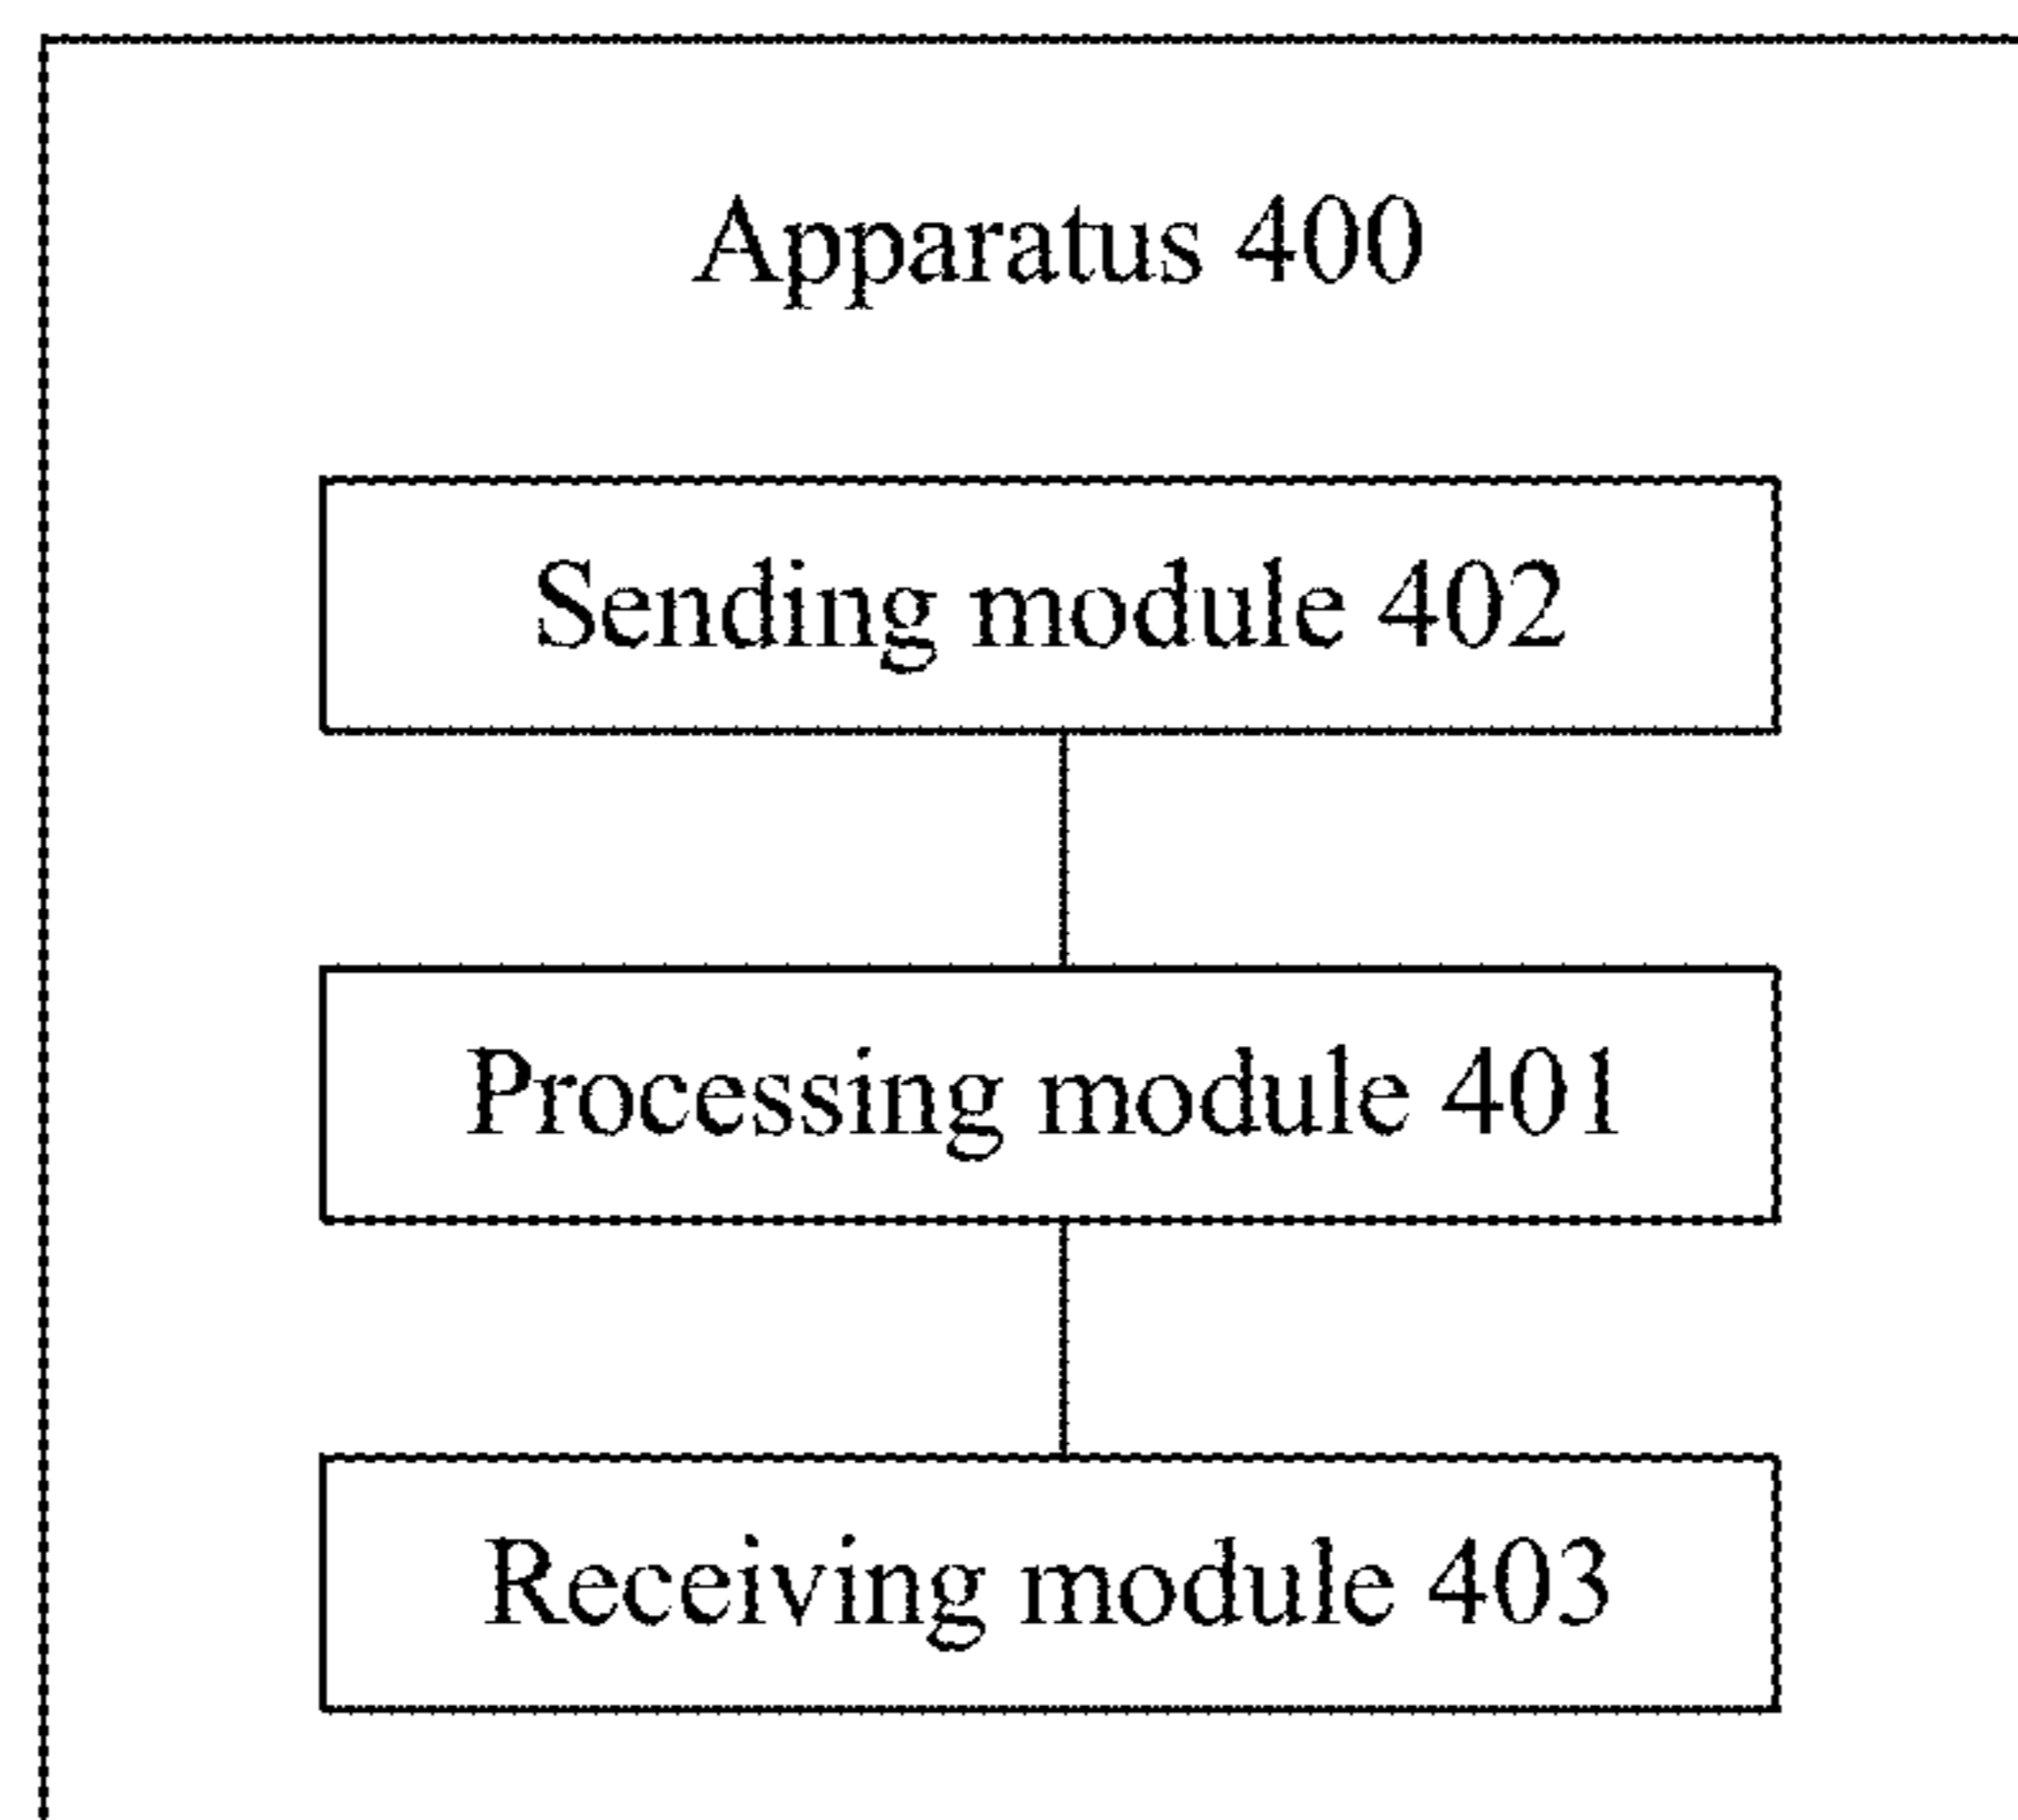 Apparatus 400
Sending module 402
Processing module 401
Receiving module 403